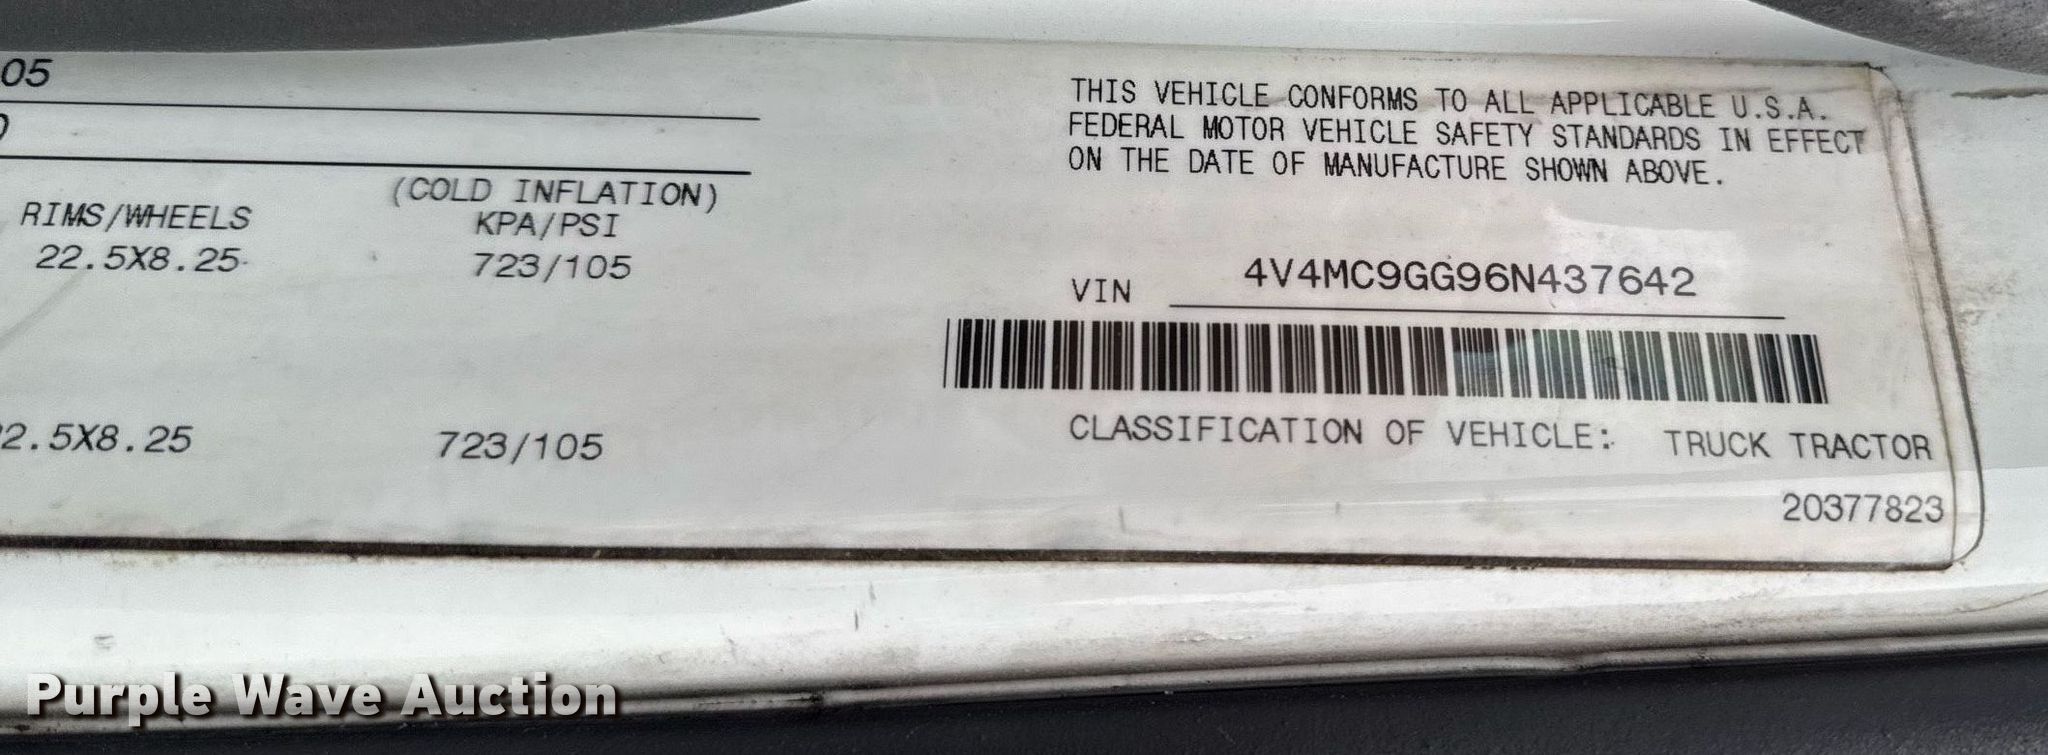 05
THIS VEHICLE CONFORMS TO ALL APPLICABLE U.S.A.
FEDERAL MOTOR VEHICLE SAFETY STANDARDS IN EFFECT
ON THE DATE OF MANUFACTURE SHOWN ABOVE.
(COLD INFLATION)
RIMS/WHEELS KPA/PSI
22.5X8.25 723/105
VIN 4V4MC9GG96N437642
2.5X8.25 723/105
CLASSIFICATION OF VEHICLE: TRUCK TRACTOR
20377823
Purple Wave Auction